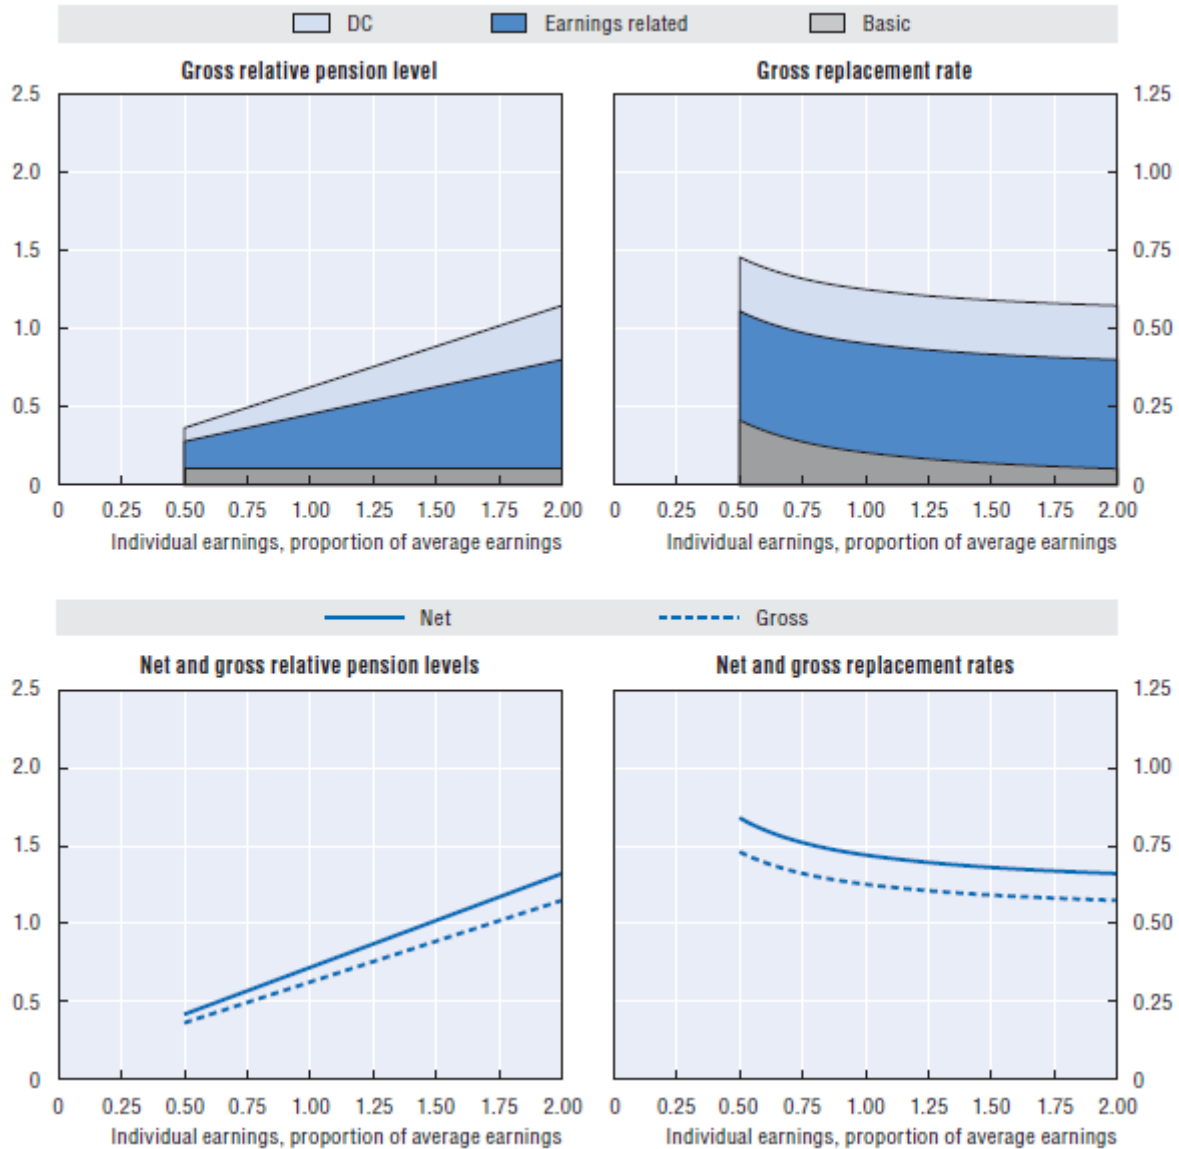 DC Earnings related Basic
Gross relative pension level Gross replacement rate
2.5 1.25
2.0 1.00
1.5 0.75
1.0 0.50
0.5 0.25
0 0
0 0.25 0.50 0.75 1.00 1.25 1.50 1.75 2.00 0 0.25 0.50 0.75 1.00 1.25 1.50 1.75 2.00
Individual earnings, proportion of average earnings Individual earnings, proportion of average earnings
Net Gross
Net and gross relative pension levels Net and gross replacement rates
2.5 1.25
2.0 1.00
1.5 0.75
1.0 0.50
0.5 0.25
0 0
0 0.25 0.50 0.75 1.00 1.25 1.50 1.75 2.00 0 0.25 0.50 0.75 1.00 1.25 1.50 1.75 2.00
Individual earnings, proportion of average earnings Individual earnings, proportion of average earnings